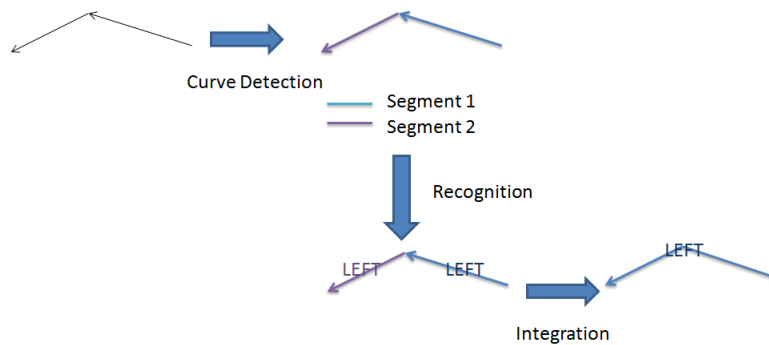 Curve Detection
Segment 1
Segment 2
Recognition
LEFT
LEFT
LEFT
Integration